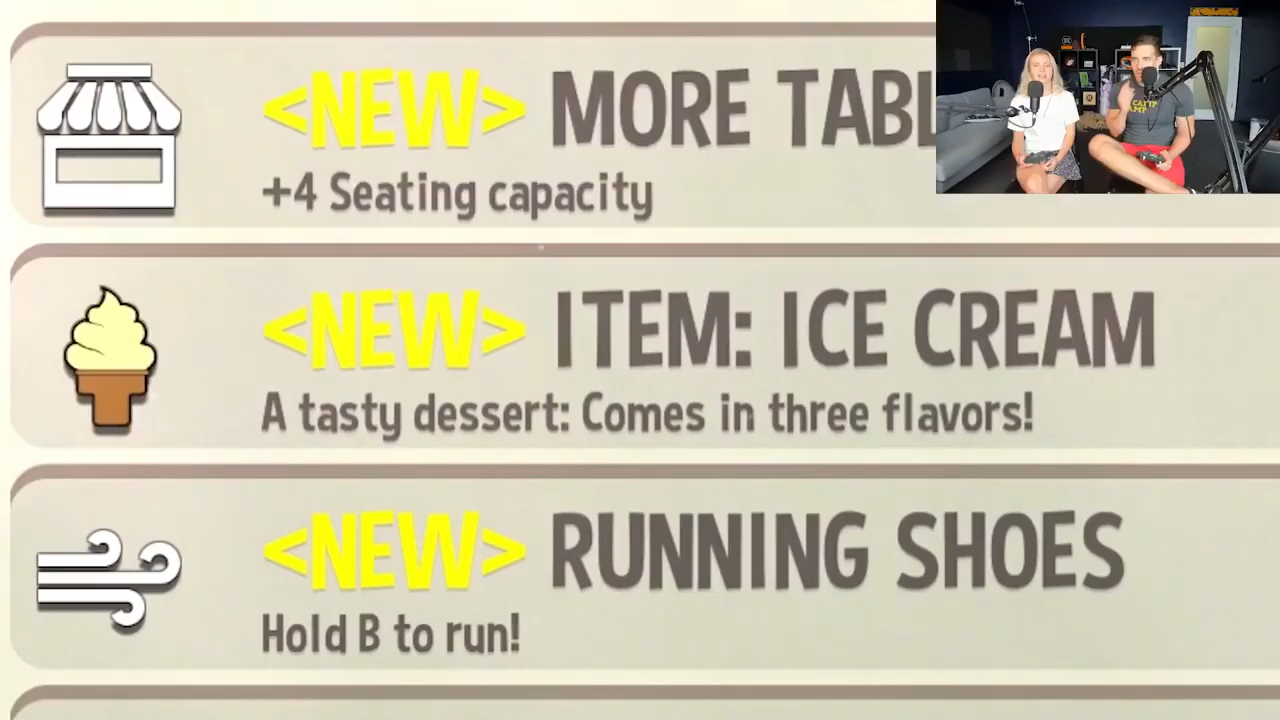 <NEW> MORE TABL
+4 Seating capacity
<NEW> ITEM: ICE CREAM
A tasty dessert: Comes in three flavors!
<NEW> RUNNING SHOES
Hold B to run!